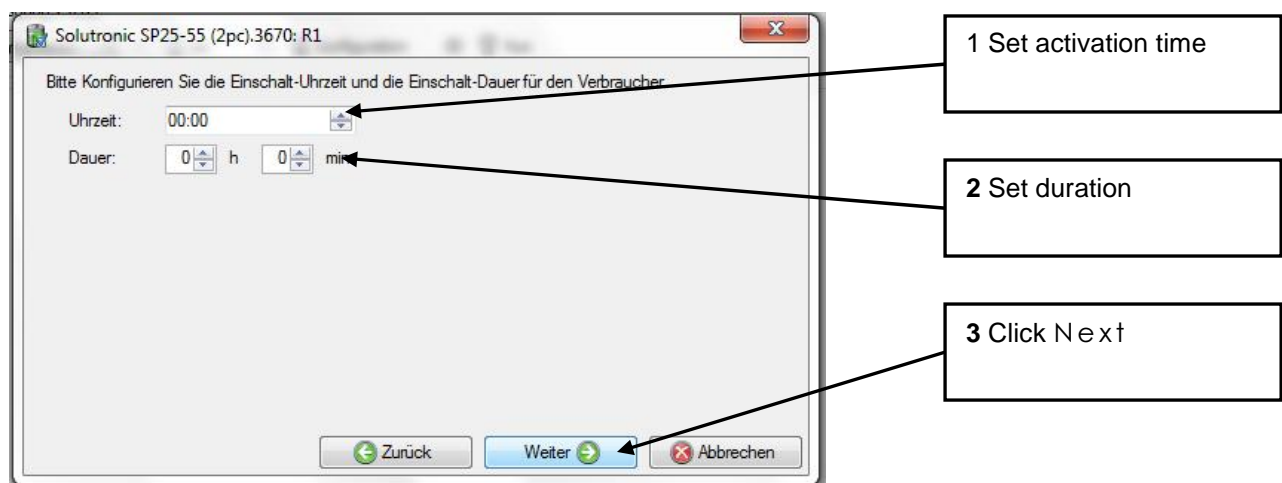 Solutronic SP25-55 (2pc).3670: R1
Bitte Konfigurieren Sie die Einschalt-Uhrzeit und die Einschalt-Dauer für den Verbraucher.
Uhrzeit: 00:00
Dauer: 0 h 0 min
Zurück Weiter Abbrechen
1 Set activation time
2 Set duration
3 Click Next